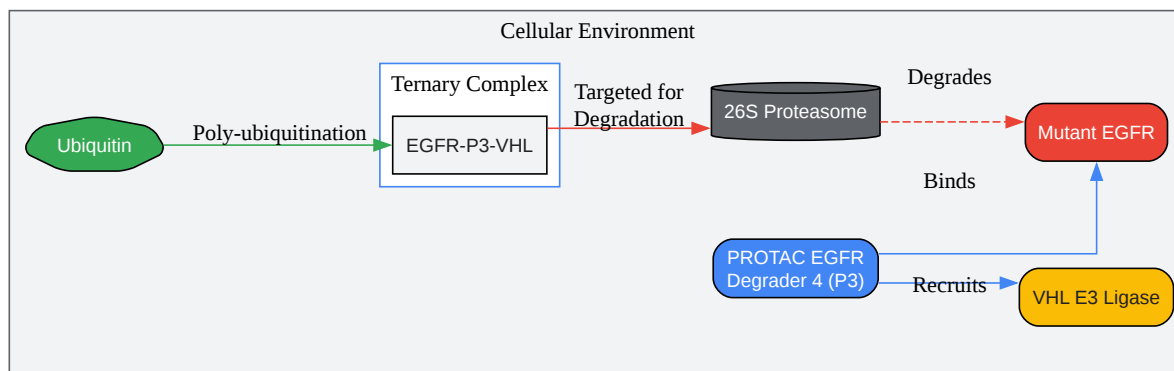 Cellular Environment
Ternary Complex
Targeted for
Degradation
Degrades
26S Proteasome
Poly-ubiquitination
Ubiquitin
EGFR-P3-VHL
Mutant EGFR
Binds
PROTAC EGFR
Degrader 4 (P3)
Recruits
VHL E3 Ligase